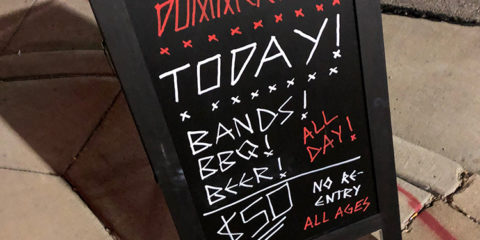 TODAY!
BANDS!
BBQ!
BEER!
ALL
DAY!
$50
NO RE-
ENTRY
ALL AGES